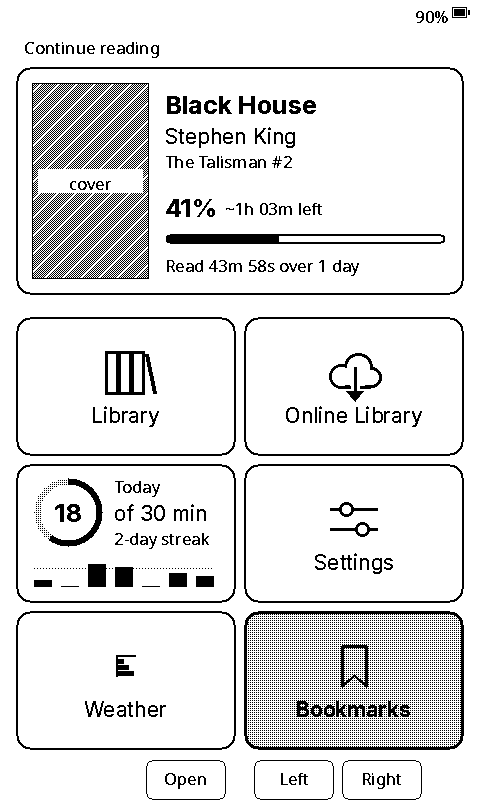 90%
Continue reading
cover
Black House
Stephen King
The Talisman #2
41% ~1h 03m left
Read 43m 58s over 1 day
Library
Online Library
18
Today
of 30 min
2-day streak
Settings
Weather
Bookmarks
Open
Left
Right